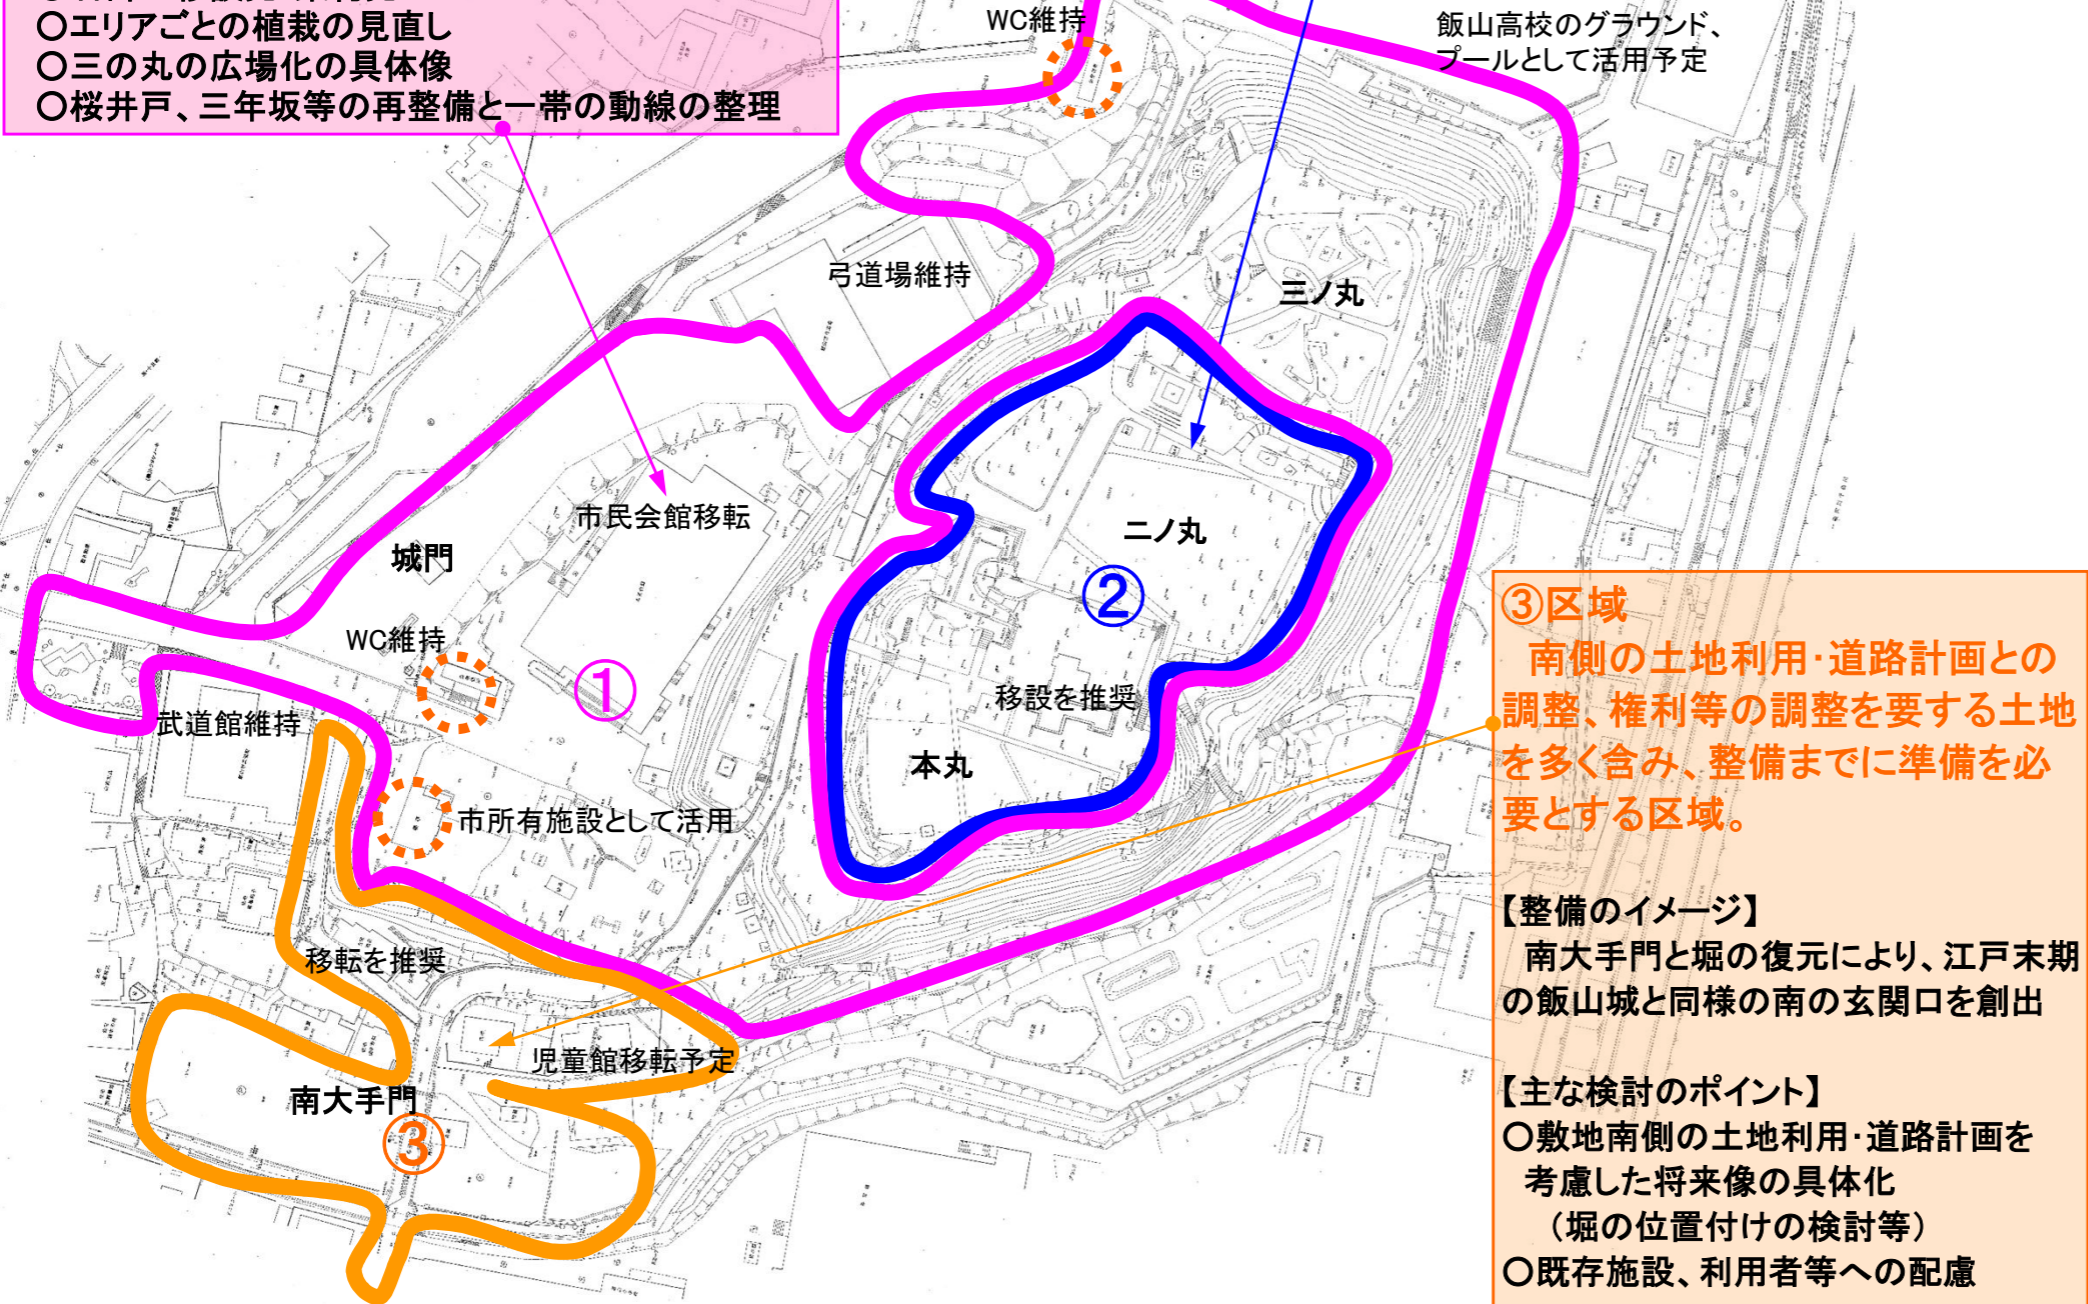 〇エリアごとの植栽の見直し
〇三の丸の広場化の具体像
〇桜井戸、三年坂等の再整備と一帯の動線の整理
WC維持
飯山高校のグラウンド、
プールとして活用予定
弓道場維持
三ノ丸
市民会館移転
二ノ丸
城門
②
WC維持
①
移設を推奨
武道館維持
本丸
市所有施設として活用
移転を推奨
児童館移転予定
南大手門
③
③区域
南側の土地利用・道路計画との
調整、権利等の調整を要する土地
を多く含み、整備までに準備を必
要とする区域。
【整備のイメージ】
南大手門と堀の復元により、江戸末期
の飯山城と同様の南の玄関口を創出
【主な検討のポイント】
〇敷地南側の土地利用・道路計画を
考慮した将来像の具体化
（堀の位置付けの検討等）
〇既存施設、利用者等への配慮